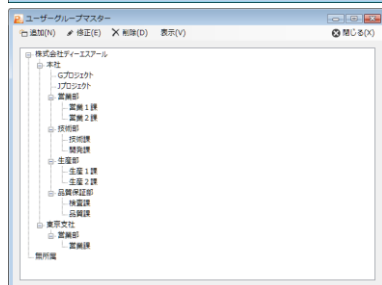 ユーザーグループマスター
追加(N) 修正(E) 削除(D) 表示(V) 閉じる(X)
株式会社ディーエスアール
本社
Gプロジェクト
Jプロジェクト
営業部
営業1課
営業2課
技術部
技術課
開発課
生産部
生産1課
生産2課
品質保証部
検査課
品質課
東京支社
営業部
営業課
無所属